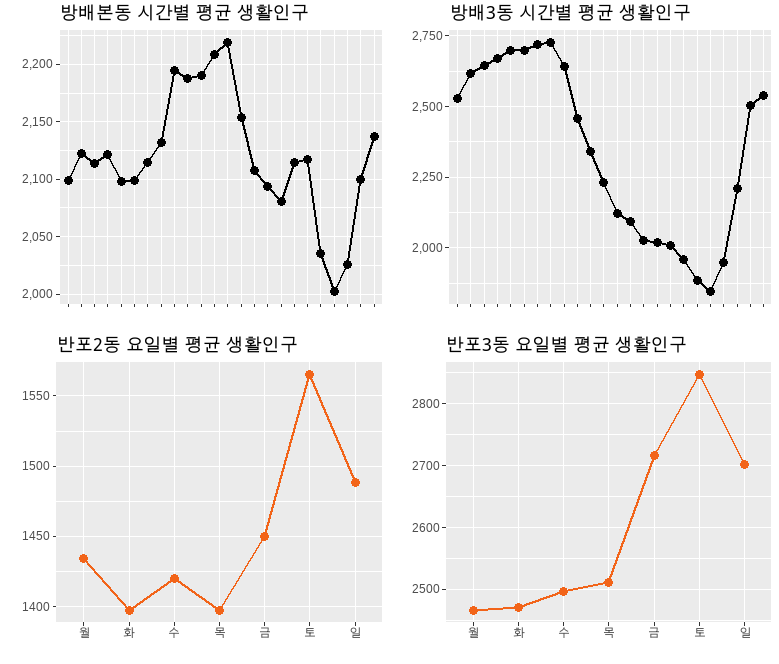 방배본동 시간별 평균 생활인구
2,200
2,150
2,100
2,050
2,000
방배3동 시간별 평균 생활인구
2,750
2,500
2,250
2,000
반포2동 요일별 평균 생활인구
1550
1500
1450
1400
월 화 수 목 금 토 일
반포3동 요일별 평균 생활인구
2800
2700
2600
2500
월 화 수 목 금 토 일